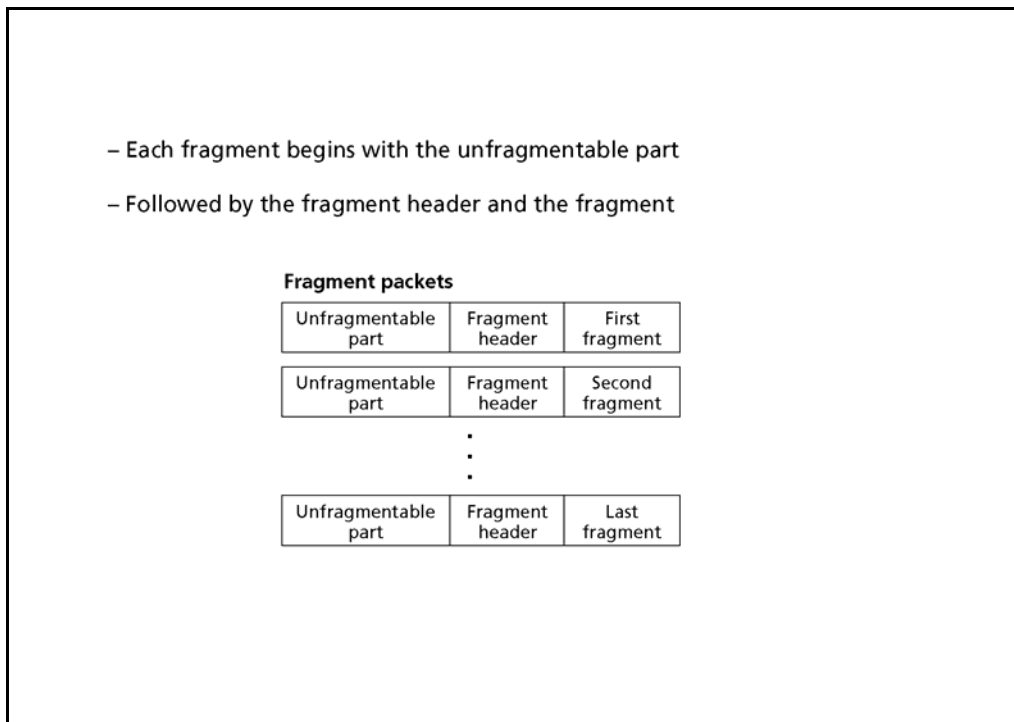 – Each fragment begins with the unfragmentable part
– Followed by the fragment header and the fragment
Fragment packets
Unfragmentable part
Fragment header
First fragment
Unfragmentable part
Fragment header
Second fragment
Unfragmentable part
Fragment header
Last fragment